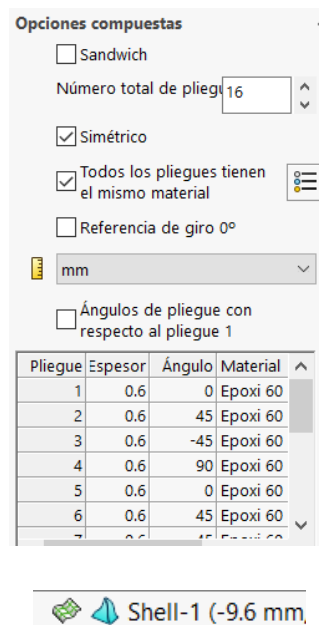 Opciones compuestas
Sandwich
Número total de plieg 16
Simétrico
Todos los pliegues tienen
el mismo material
Referencia de giro 0º
mm
Ángulos de pliegue con
respecto al pliegue 1
Pliegue Espesor Ángulo Material
1 0.6 0 Epoxi 60
2 0.6 45 Epoxi 60
3 0.6 -45 Epoxi 60
4 0.6 90 Epoxi 60
5 0.6 0 Epoxi 60
6 0.6 45 Epoxi 60
Shell-1 (-9.6 mm,